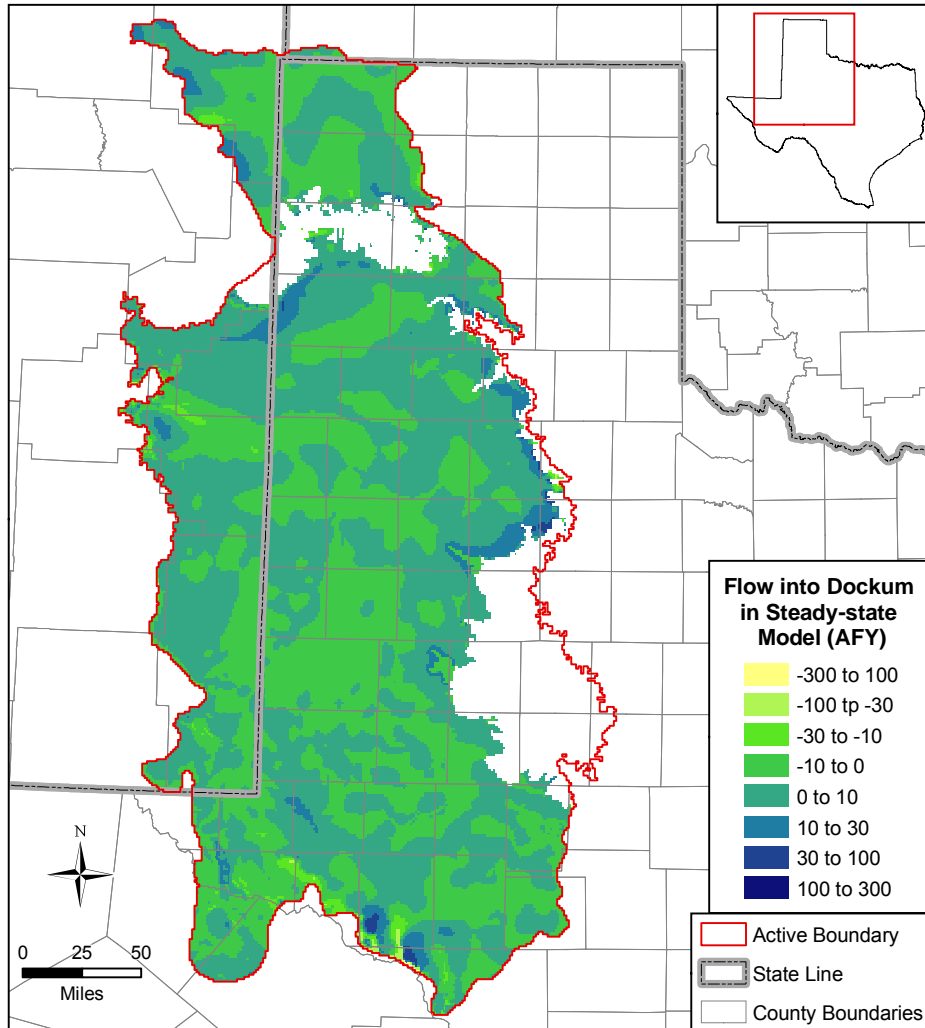 Flow into Dockum
in Steady-state
Model (AFY)
-300 to 100
-100 tp -30
-30 to -10
-10 to 0
0 to 10
10 to 30
30 to 100
100 to 300
N
0 25 50
Miles
Active Boundary
State Line
County Boundaries